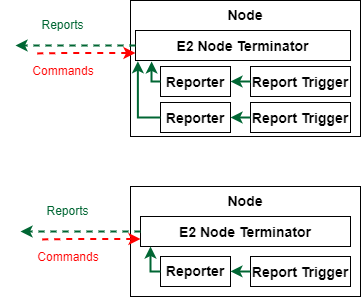 Node
Reports
E2 Node Terminator
Commands
Reporter Report Trigger
Reporter Report Trigger
Node
Reports
E2 Node Terminator
Commands
Reporter Report Trigger